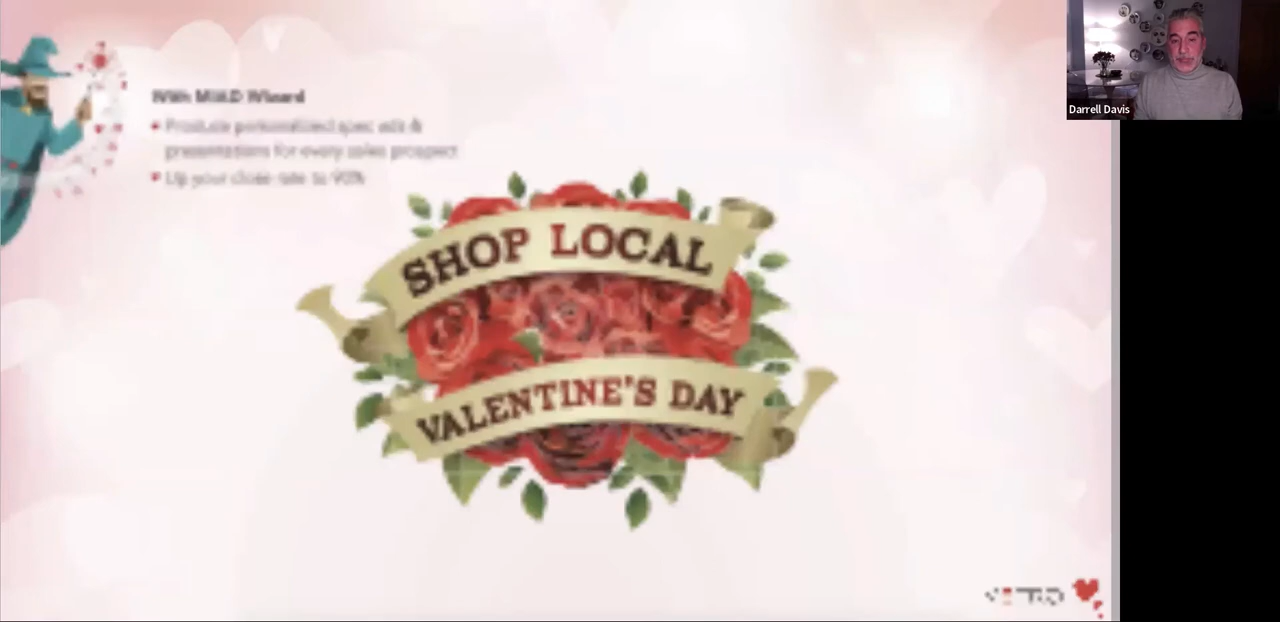 With MiAD Wizard
• Produce personalized spec ads &
presentations for every sales prospect
• Up your close rate to 90%
SHOP LOCAL
VALENTINE'S DAY
Darrell Davis